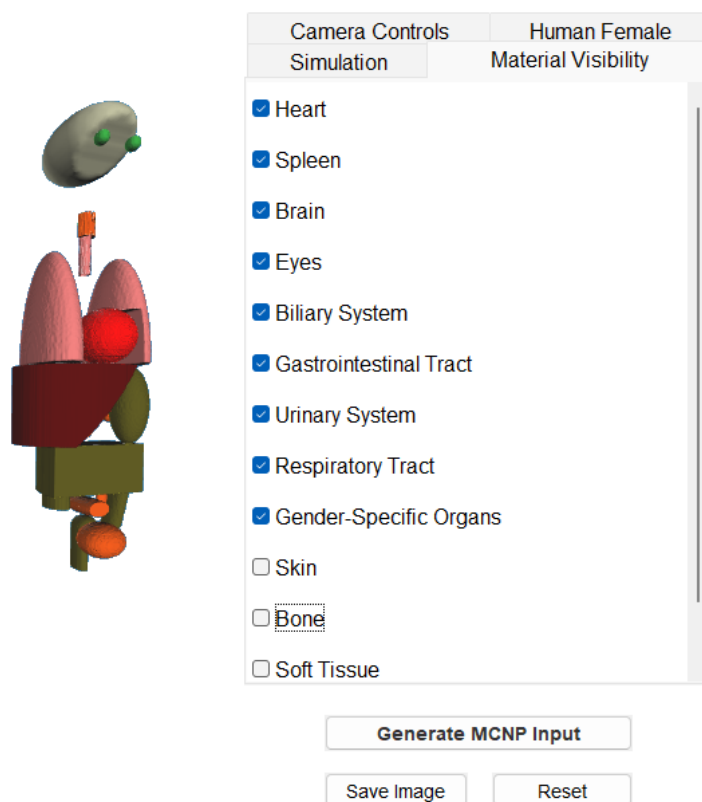 Camera Controls Human Female
Simulation Material Visibility
Heart
Spleen
Brain
Eyes
Biliary System
Gastrointestinal Tract
Urinary System
Respiratory Tract
Gender-Specific Organs
Skin
Bone
Soft Tissue
Generate MCNP Input
Save Image Reset